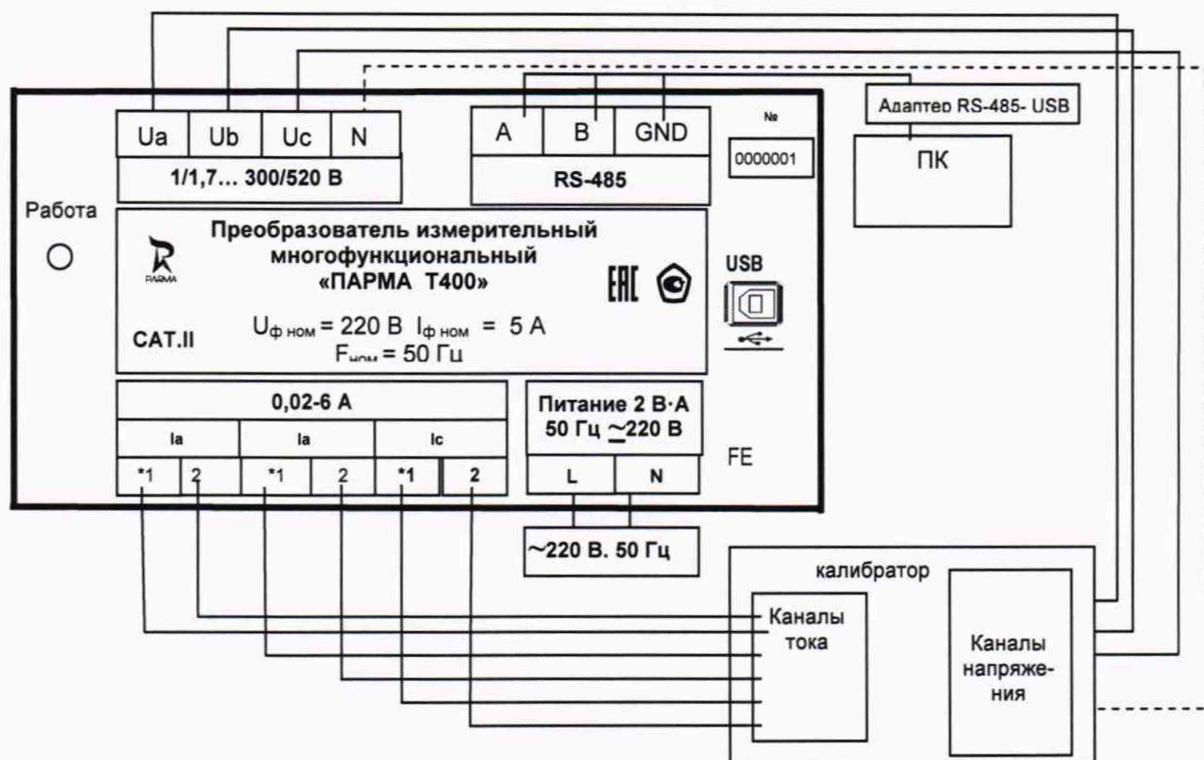 Ua Ub Uc N
1/1,7... 300/520 В
A B GND
RS-485
№
0000001
Адаптер RS-485- USB
ПК
Работа
PARMA
Преобразователь измерительный
многофункциональный
«ПАРМА Т400»
ЕАС
CAT.II
Uф ном = 220 В Iф ном = 5 А
Fном = 50 Гц
USB
0,02-6 А
Ia Ia Ic
*1 2 *1 2 *1 2
Питание 2 В·А
50 Гц ~220 В
L N
FE
~220 В. 50 Гц
калибратор
Каналы
тока
Каналы
напряже-
ния